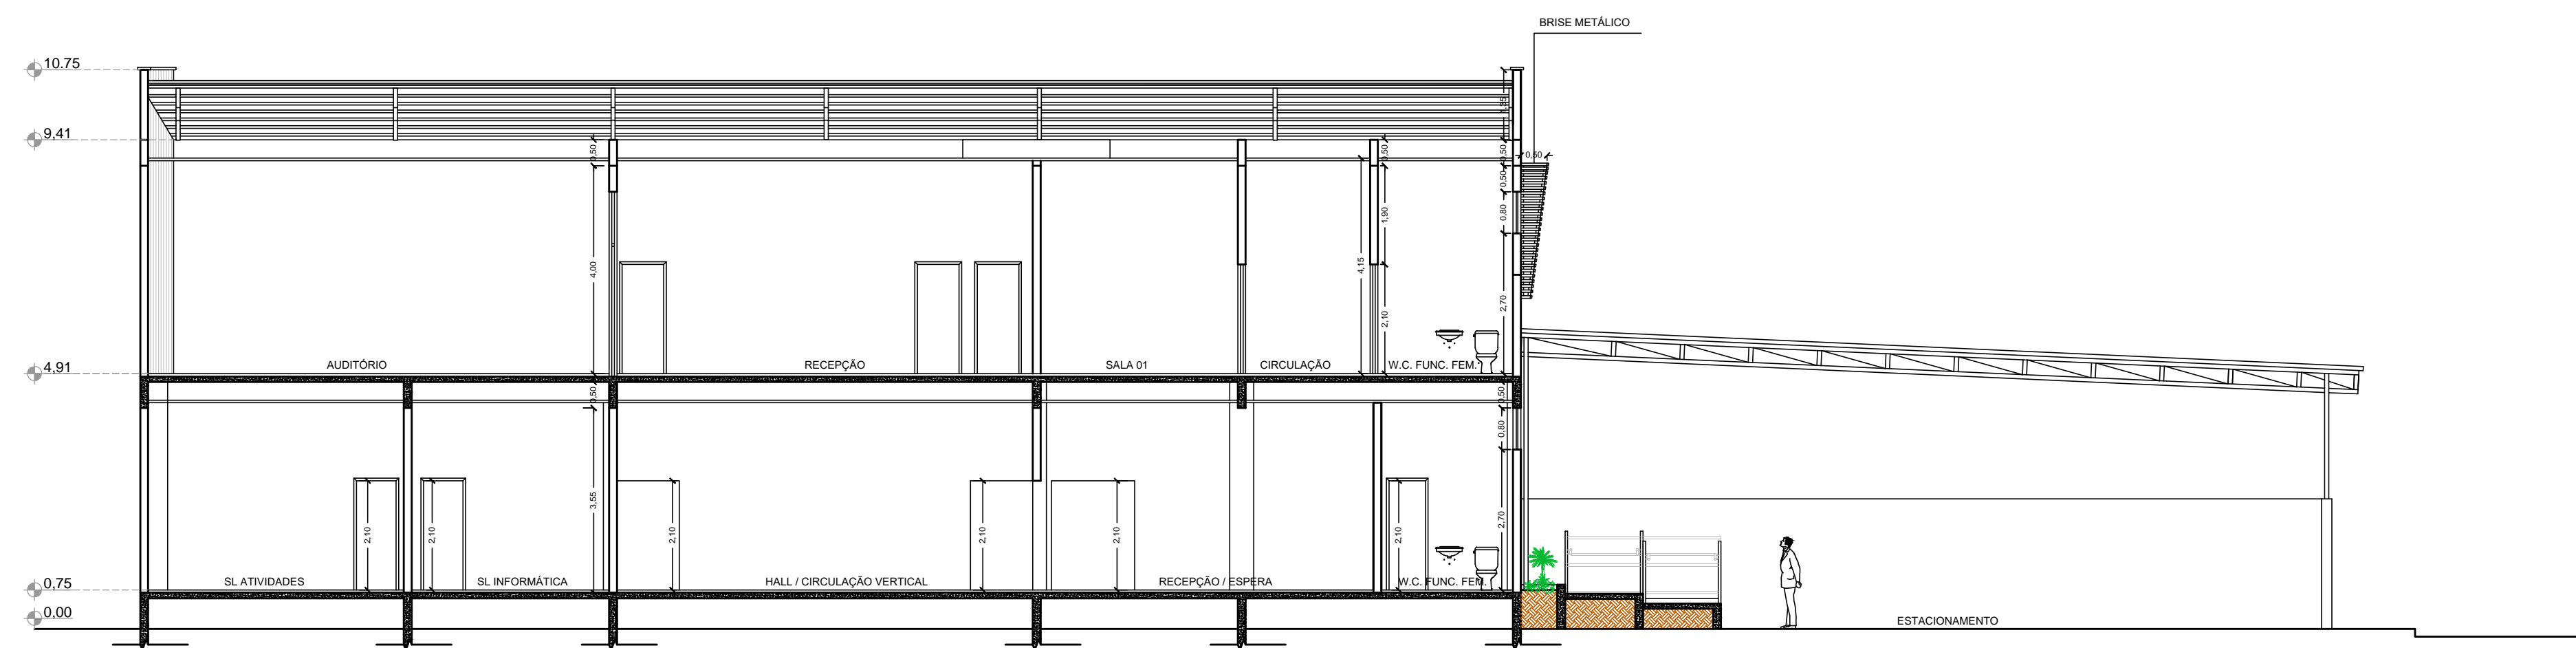 BRISE METÁLICO
10.75
1,35
9,41
0,50
0,50
0,50
0,50
0,50
4,00
4,15
1,90
2,10
0,80
2,70
AUDITÓRIO
RECEPÇÃO
SALA 01
CIRCULAÇÃO
W.C. FUNC. FEM.
4,91
0,50
0,50
0,80
3,55
2,70
2,10
2,10
2,10
2,10
2,10
2,10
SL ATIVIDADES
SL INFORMÁTICA
HALL / CIRCULAÇÃO VERTICAL
RECEPÇÃO / ESPERA
W.C. FUNC. FEM.
0,75
0,00
ESTACIONAMENTO